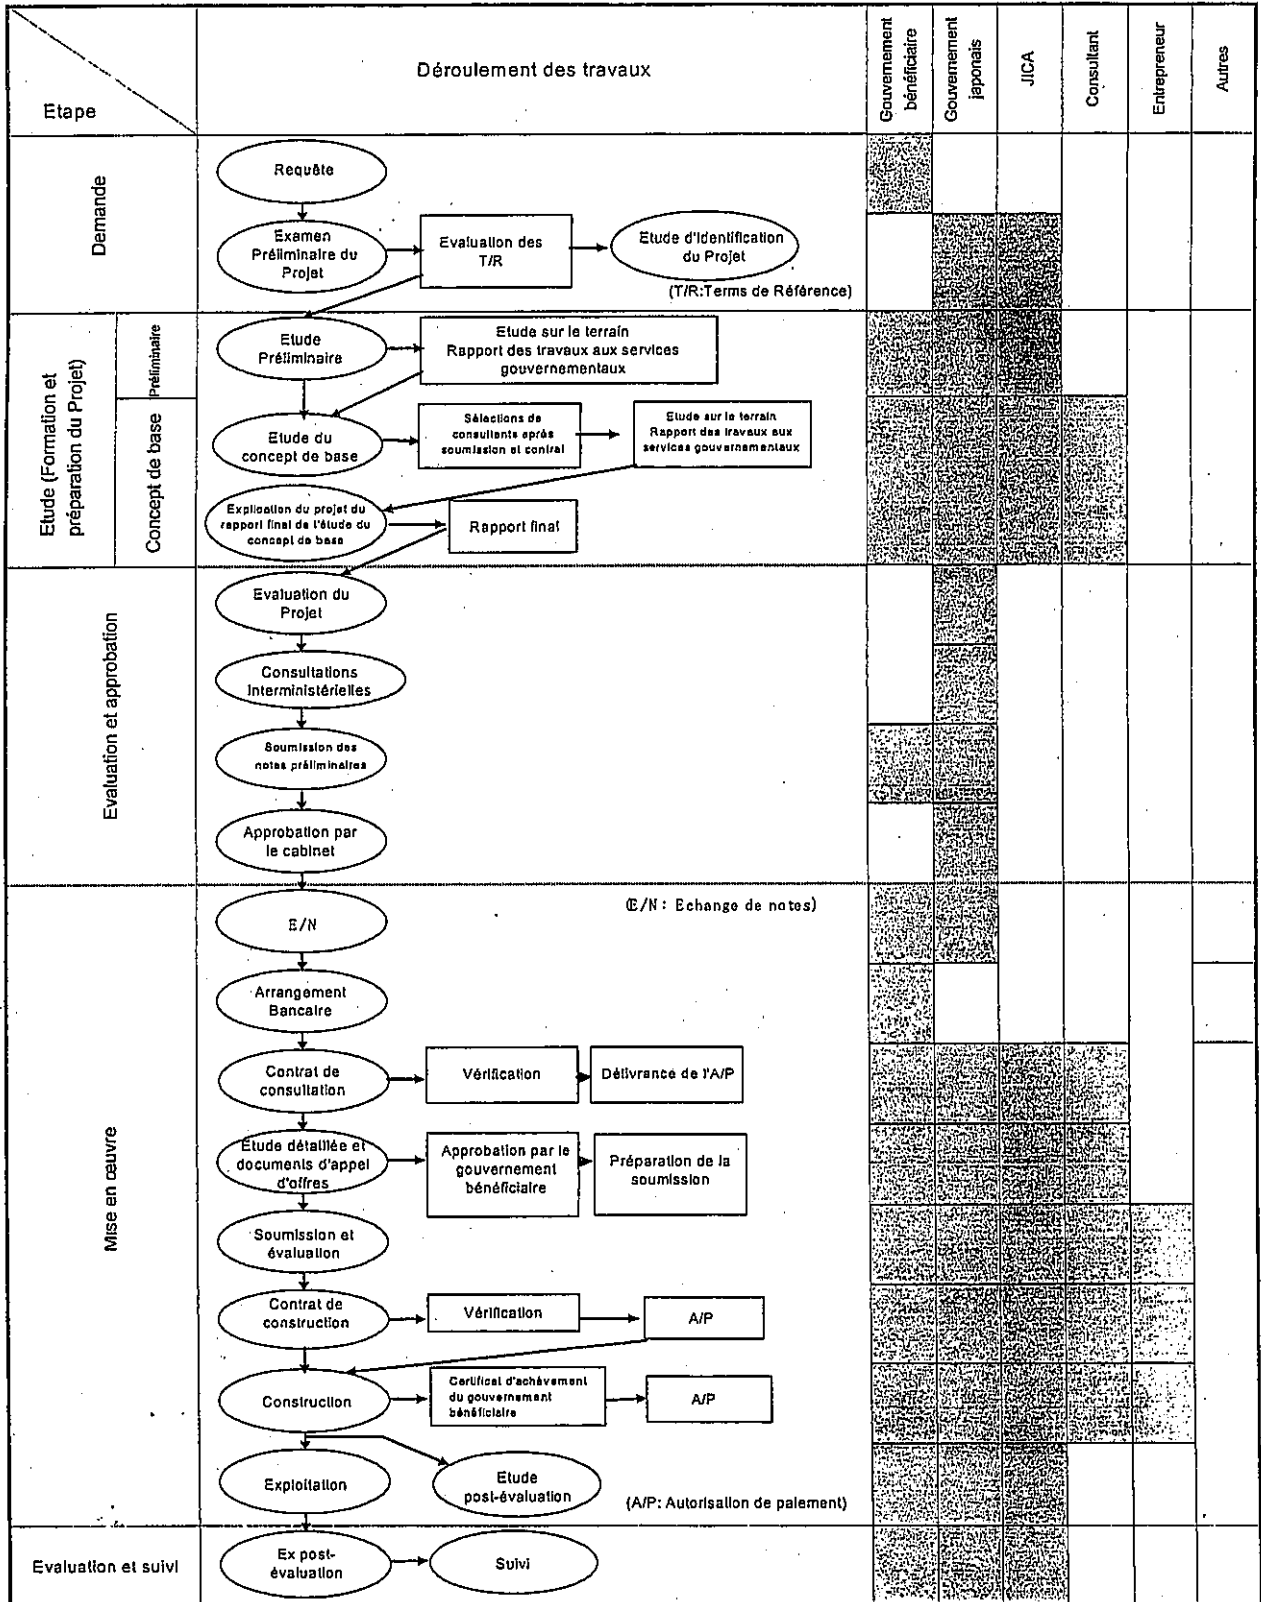 Etape
Déroulement des travaux
Gouvernement
bénéficiaire
Gouvernement
japonais
JICA
Consultant
Entrepreneur
Autres
Demande
Requête
Examen
Préliminaire du
Projet
Evaluation des
T/R
Etude d'identification
du Projet
(T/R:Terms de Référence)
Etude (Formation et
préparation du Projet)
Préliminaire
Etude
Préliminaire
Etude sur le terrain
Rapport des travaux aux services
gouvernementaux
Concept de base
Etude du
concept de base
Sélections de
consultants après
soumission et contrat
Etude sur le terrain
Rapport des travaux aux
services gouvernementaux
Explication du projet du
rapport final de l'étude du
concept de base
Rapport final
Evaluation et approbation
Evaluation du
Projet
Consultations
Interministérielles
Soumission des
notes préliminaires
Approbation par
le cabinet
Mise en œuvre
E/N
(E/N: Echange de notes)
Arrangement
Bancaire
Contrat de
consultation
Vérification
Délivrance de l'A/P
Étude détaillée et
documents d'appel
d'offres
Approbation par le
gouvernement
bénéficiaire
Préparation de la
soumission
Soumission et
évaluation
Contrat de
construction
Vérification
A/P
Construction
Certificat d'achèvement
du gouvernement
bénéficiaire
A/P
Exploitation
Etude
post-évaluation
(A/P: Autorisation de paiement)
Evaluation et suivi
Ex post-
évaluation
Suivi